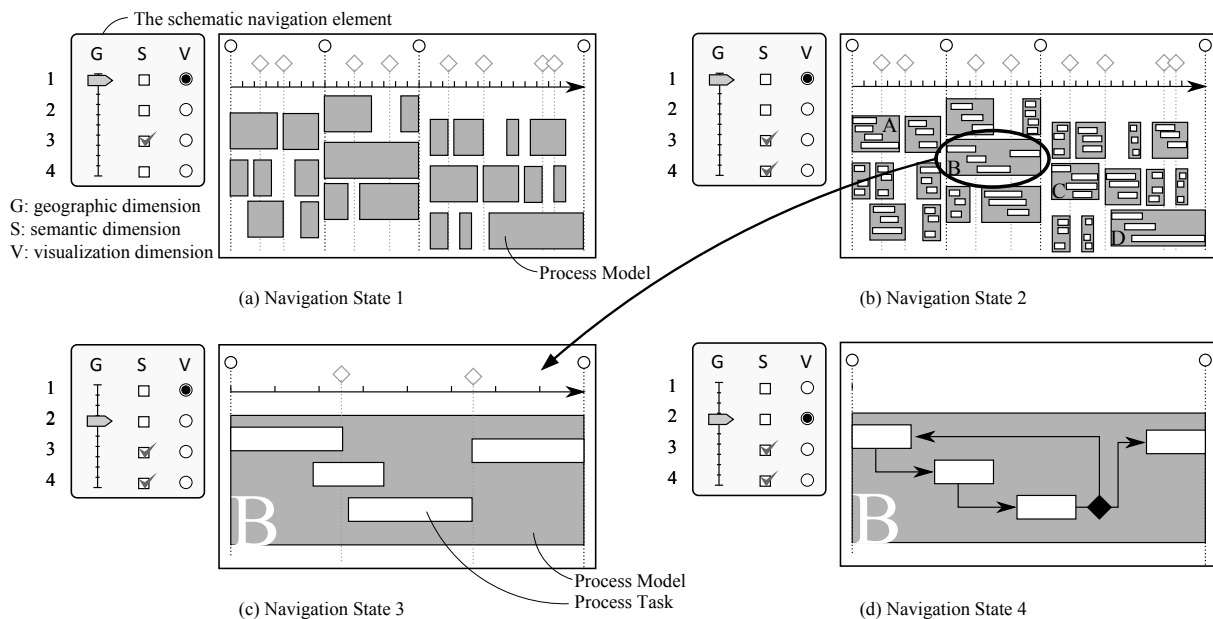 The schematic navigation element
G S V
1
2
3
4
G: geographic dimension
S: semantic dimension
V: visualization dimension
Process Model
(a) Navigation State 1
G S V
1
2
3
4
A
B
C
D
(b) Navigation State 2
G S V
1
2
3
4
B
Process Model
Process Task
(c) Navigation State 3
G S V
1
2
3
4
B
(d) Navigation State 4